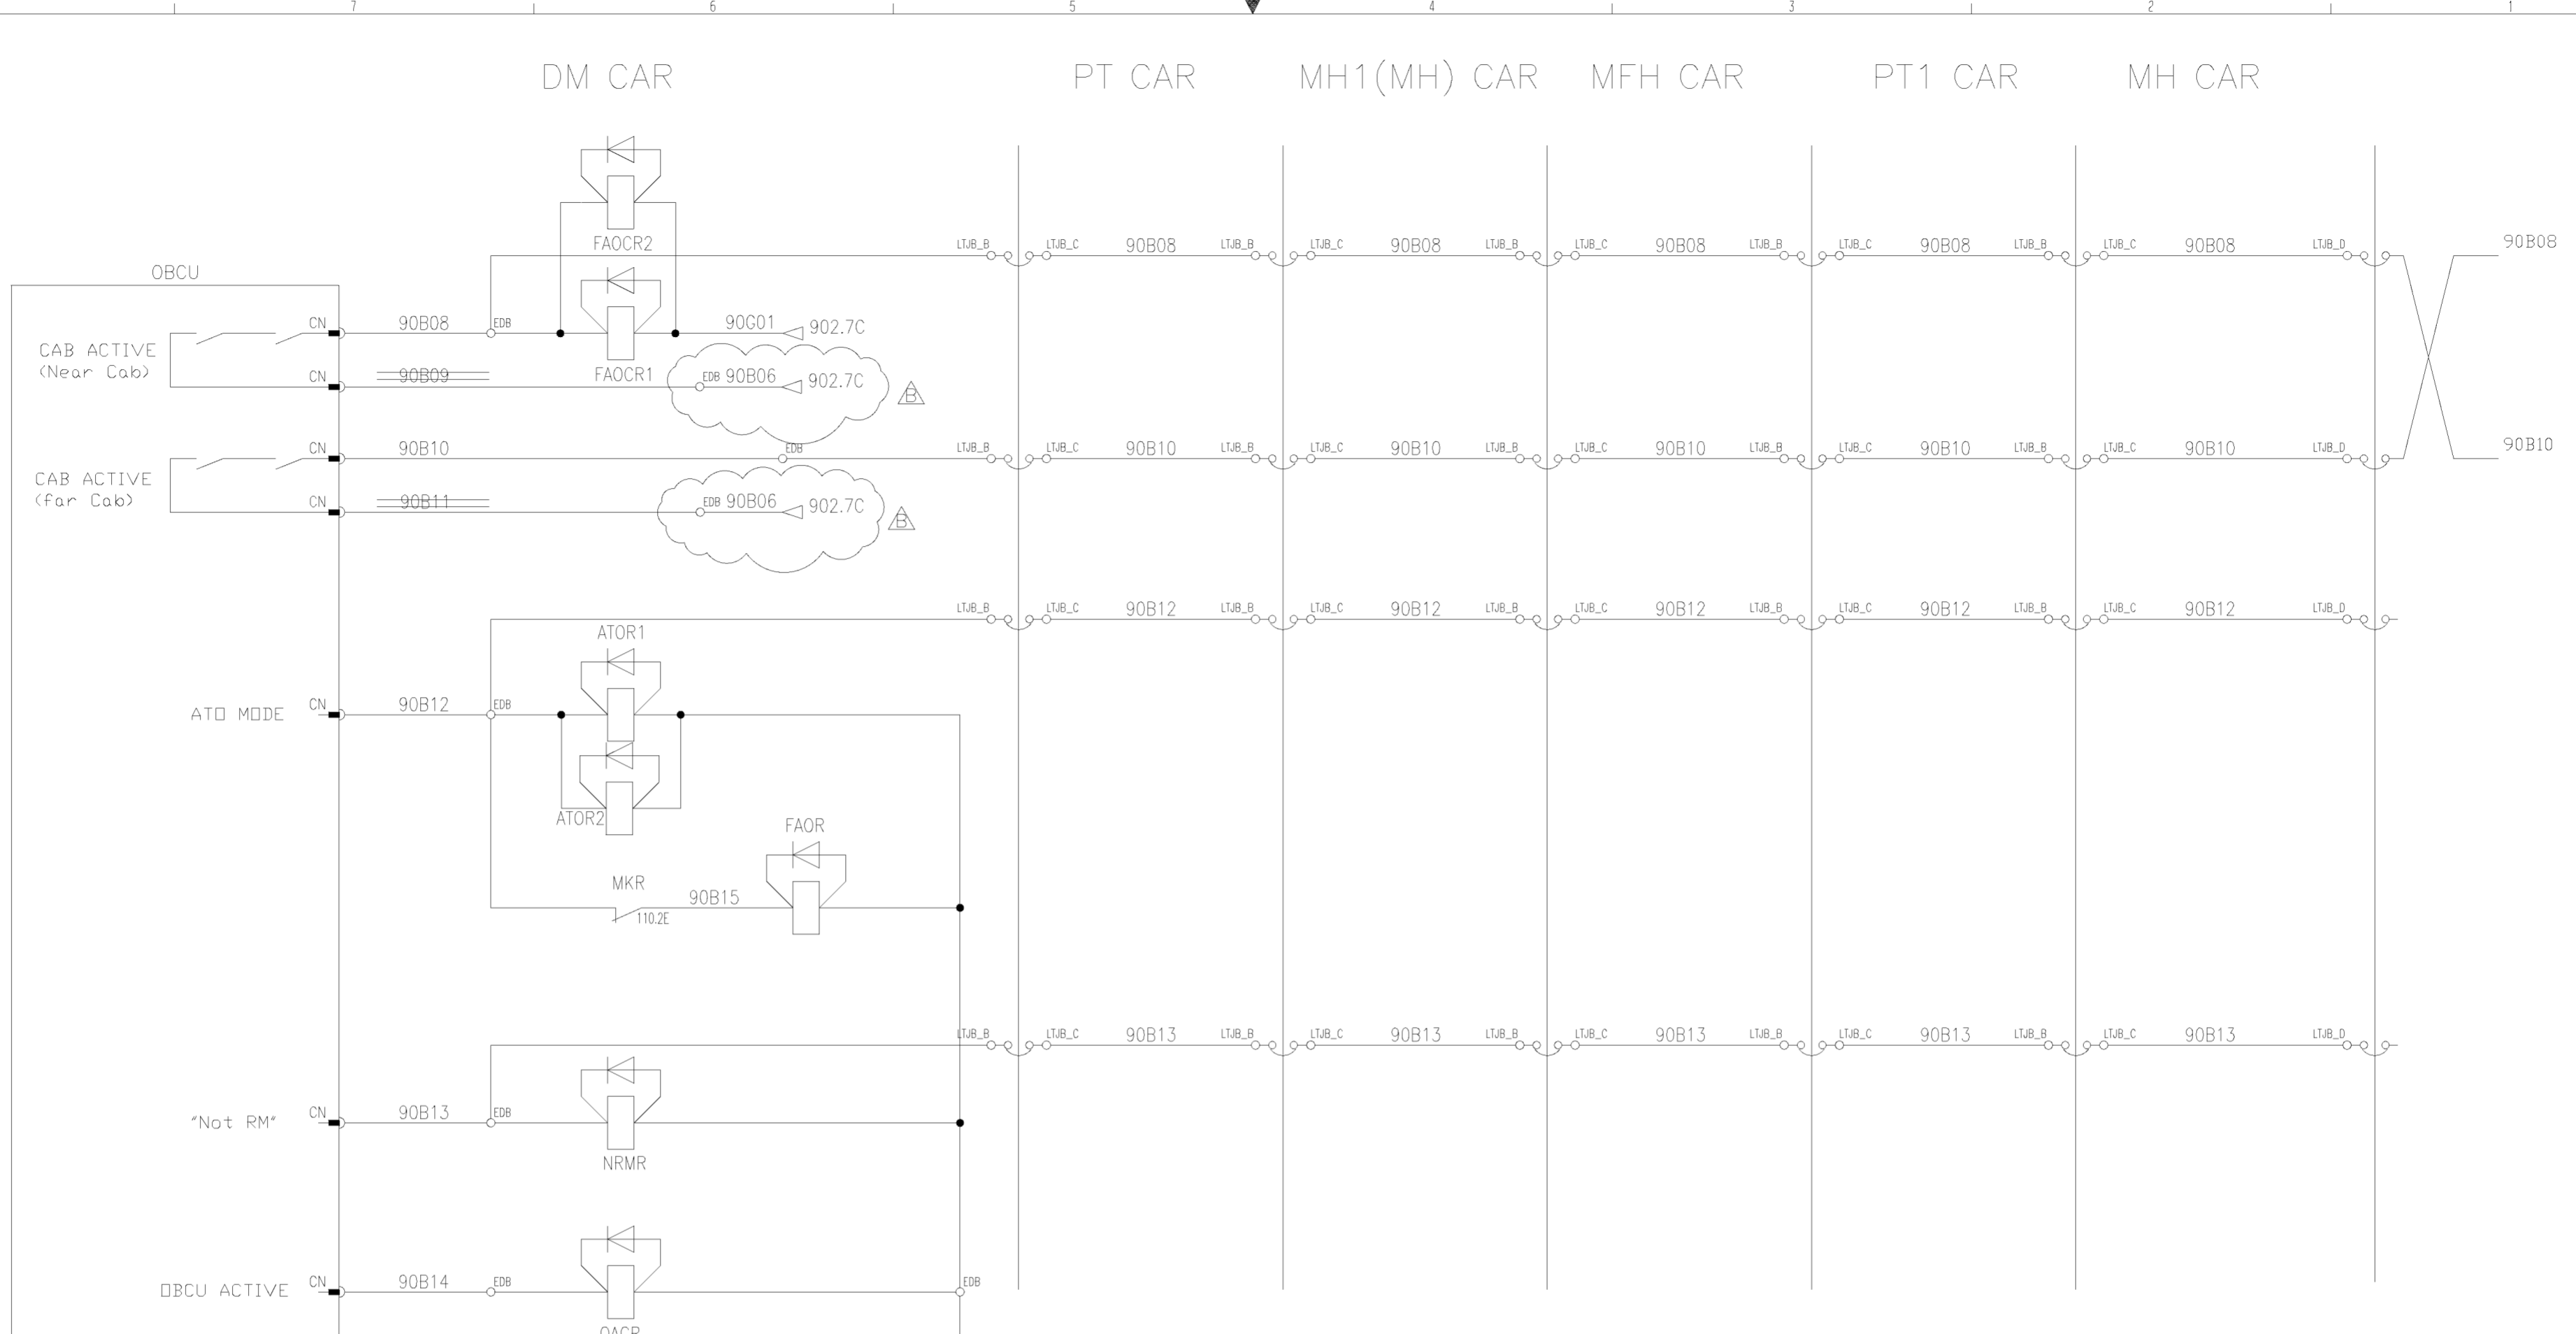 7 6 5 4 3 2 1
DM CAR PT CAR MH1(MH) CAR MFH CAR PT1 CAR MH CAR
FAOCR2
LTJB_B LTJB_C 90B08 LTJB_B LTJB_C 90B08 LTJB_B LTJB_C 90B08 LTJB_B LTJB_C 90B08 LTJB_B LTJB_C 90B08 LTJB_D 90B08
OBCU
CN 90B08 EDB 90G01 902.7C
CAB ACTIVE
(Near Cab)
FAOCR1
CN 90B09 EDB 90B06 902.7C
B
CN 90B10 EDB LTJB_B LTJB_C 90B10 LTJB_B LTJB_C 90B10 LTJB_B LTJB_C 90B10 LTJB_B LTJB_C 90B10 LTJB_B LTJB_C 90B10 LTJB_D 90B10
CAB ACTIVE
(far Cab)
CN 90B11 EDB 90B06 902.7C
B
LTJB_B LTJB_C 90B12 LTJB_B LTJB_C 90B12 LTJB_B LTJB_C 90B12 LTJB_B LTJB_C 90B12 LTJB_B LTJB_C 90B12 LTJB_D
ATOR1
ATO MODE CN 90B12 EDB
ATOR2
FAOR
MKR
90B15
110.2E
LTJB_B LTJB_C 90B13 LTJB_B LTJB_C 90B13 LTJB_B LTJB_C 90B13 LTJB_B LTJB_C 90B13 LTJB_B LTJB_C 90B13 LTJB_D
"Not RM" CN 90B13 EDB
NRMR
OBCU ACTIVE CN 90B14 EDB EDB